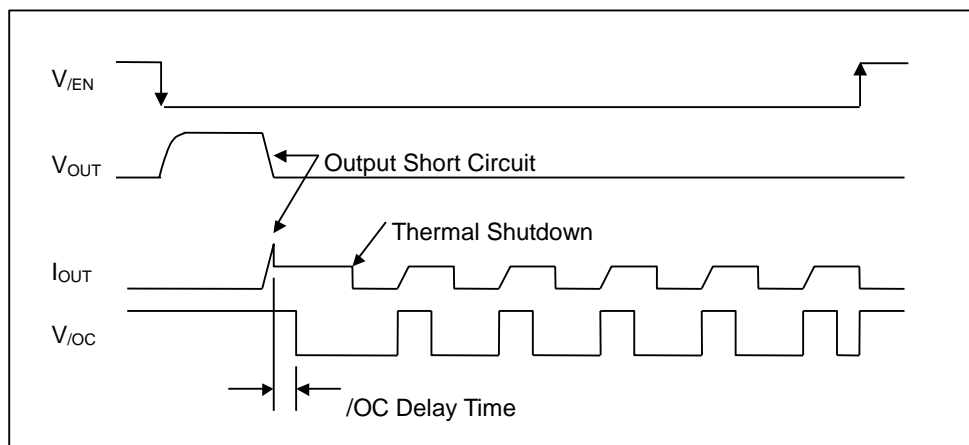 V/EN
VOUT
Output Short Circuit
Thermal Shutdown
IOUT
V/OC
/OC Delay Time